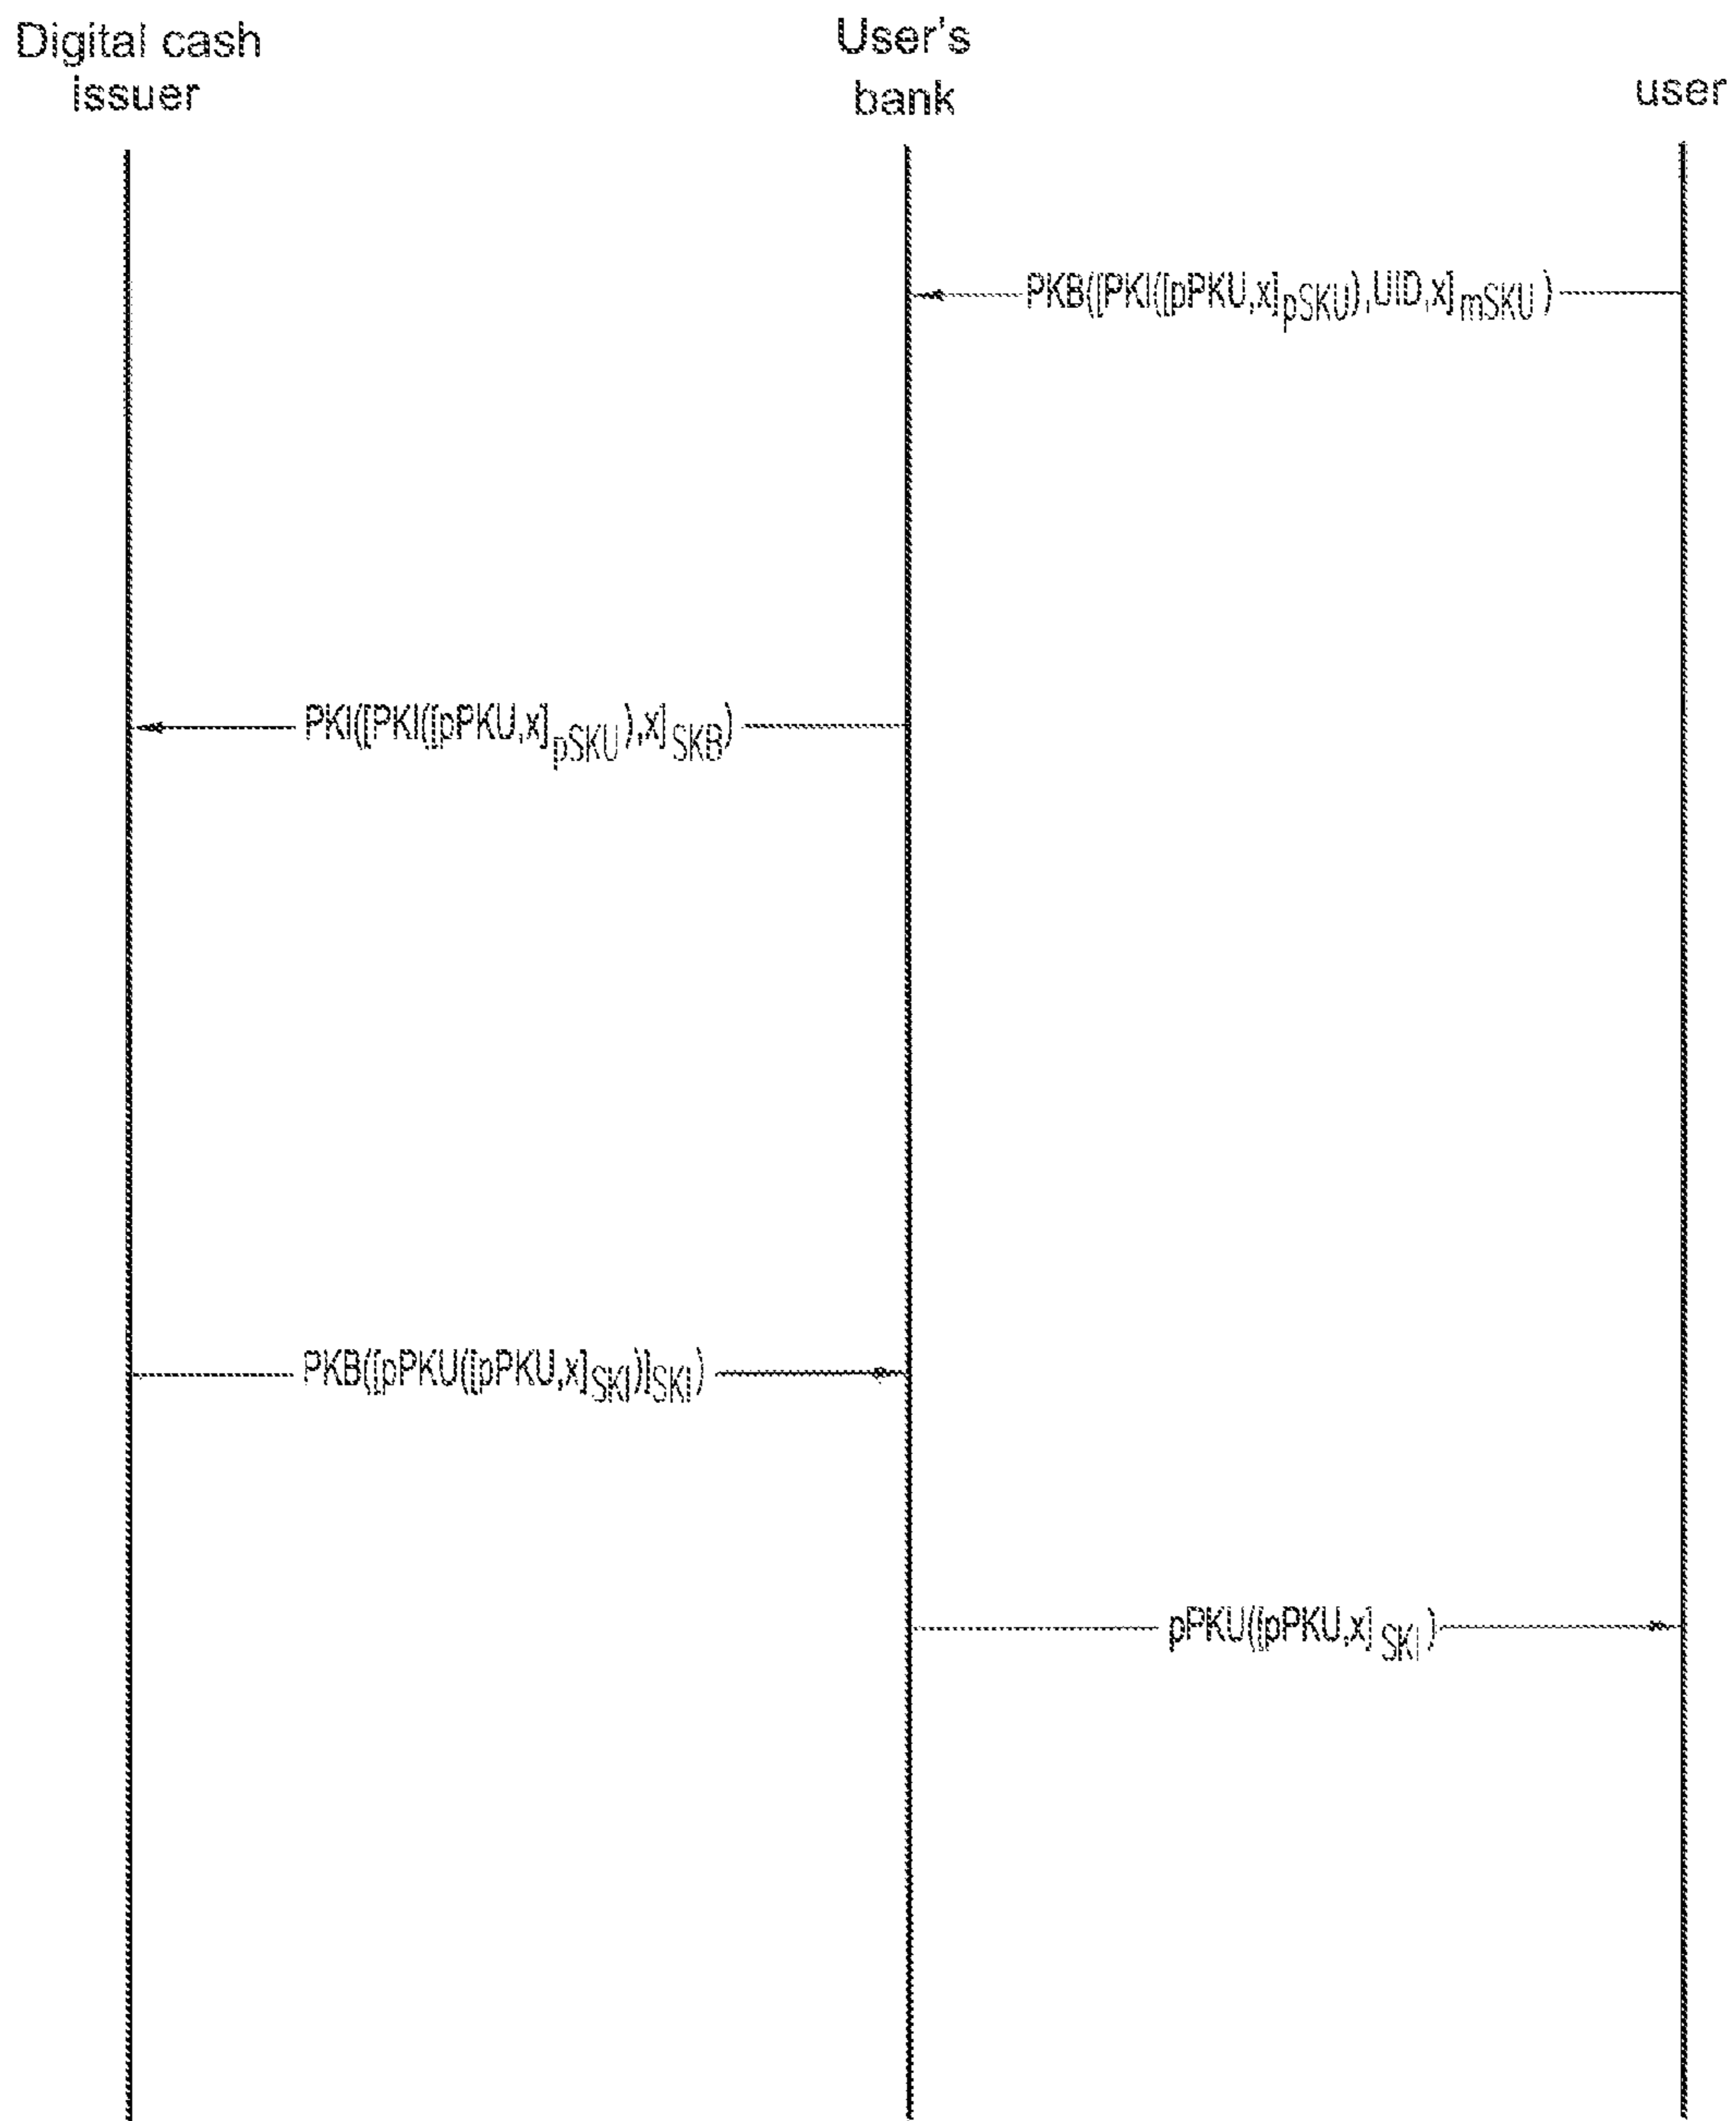 Digital cash
issuer
User's
bank
user
PKB([PKI([pPKU,x]pSKU),UID,x]mSKU)
PKI([PKI([pPKU,x]pSKU),x]SKB)
PKB([pPKU([pPKU,x]SKI)]SKI)
pPKU([pPKU,x]SKI)